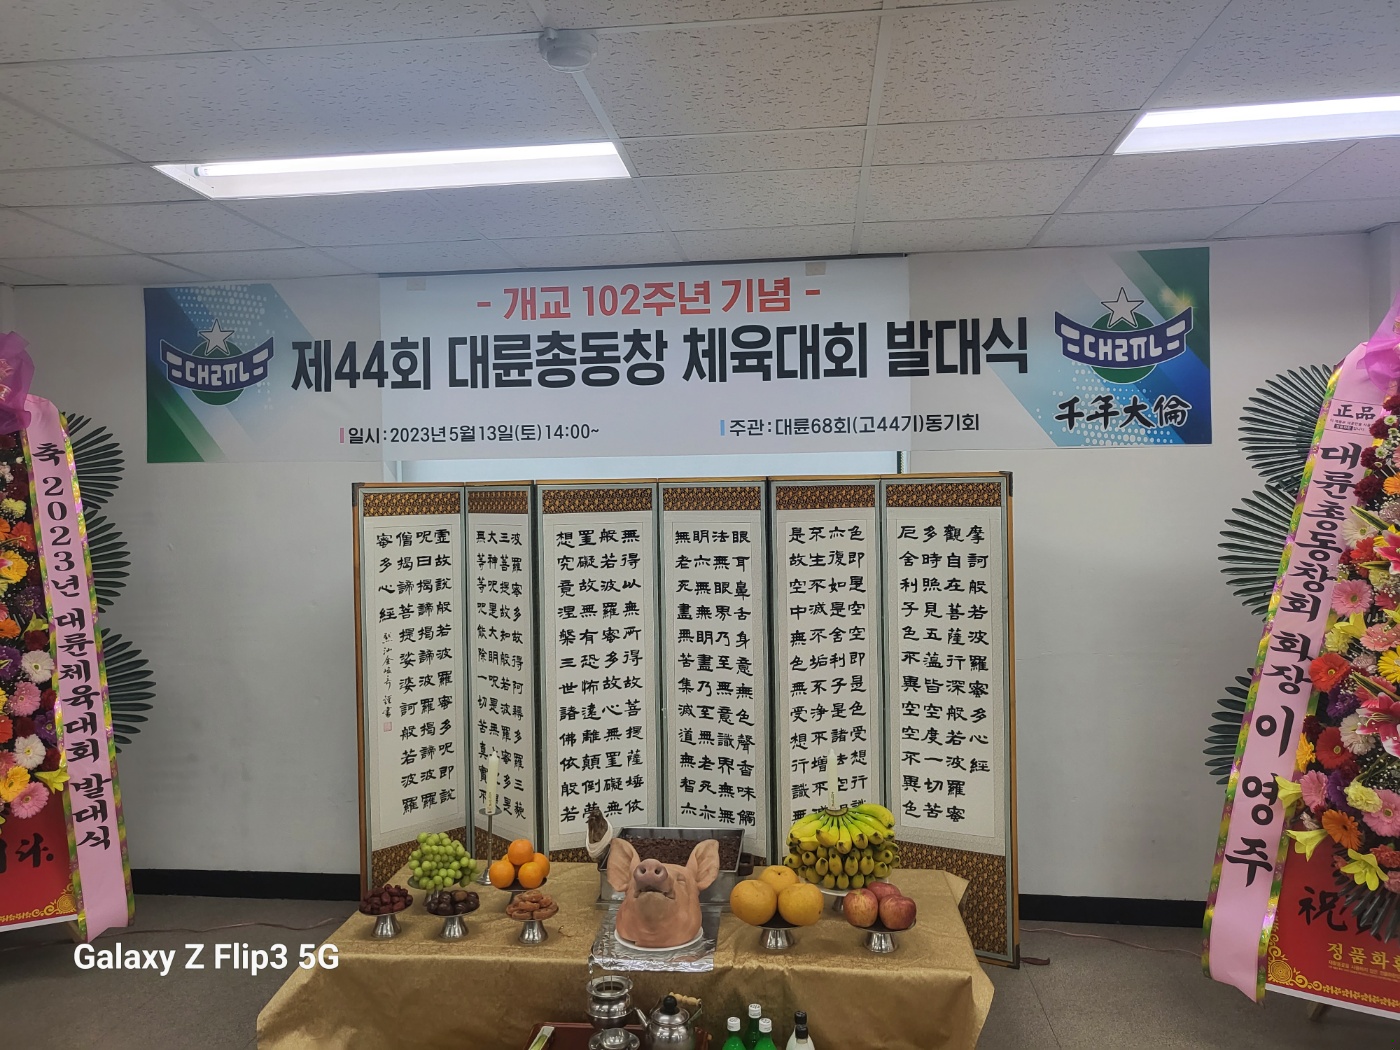 - 개교 102주년 기념 -
제44회 대륜총동창 체육대회 발대식
일시 : 2023년 5월 13일(토) 14:00~
주관 : 대륜68회(고44기)동기회
대륜
대륜
千年大倫
축 2023년 대륜체육대회 발대식
正品
대륜총동창회 회장 이영주
祝
정품화
摩訶般若波羅蜜多心經
觀自在菩薩行深般若波羅蜜
多時照見五蘊皆空度一切苦
厄舍利子色不異空空不異色
色即是空空即是色受想行識
亦復如是舍利子是諸法空相
不生不滅不垢不淨不增不
是故空中無色無受想行識無
眼耳鼻舌身意無色聲香味觸
法無眼界乃至無意識界無無
明亦無無明盡乃至無老死亦
無老死盡無苦集滅道無智亦
無得以無所得故菩提薩埵依
般若波羅蜜多故心無罣礙無
罣礙故無有恐怖遠離顛倒夢
想究竟涅槃三世諸佛依般若
波羅蜜多故得阿耨多羅三藐
三菩提故知般若波羅蜜多是
大神呪是大明呪是無
無等等呪能除一切苦真實不
虛故說般若波羅蜜多呪即說
呪曰揭諦揭諦波羅揭諦波羅
僧揭諦菩提娑婆訶般若波羅
蜜多心經
Galaxy Z Flip3 5G